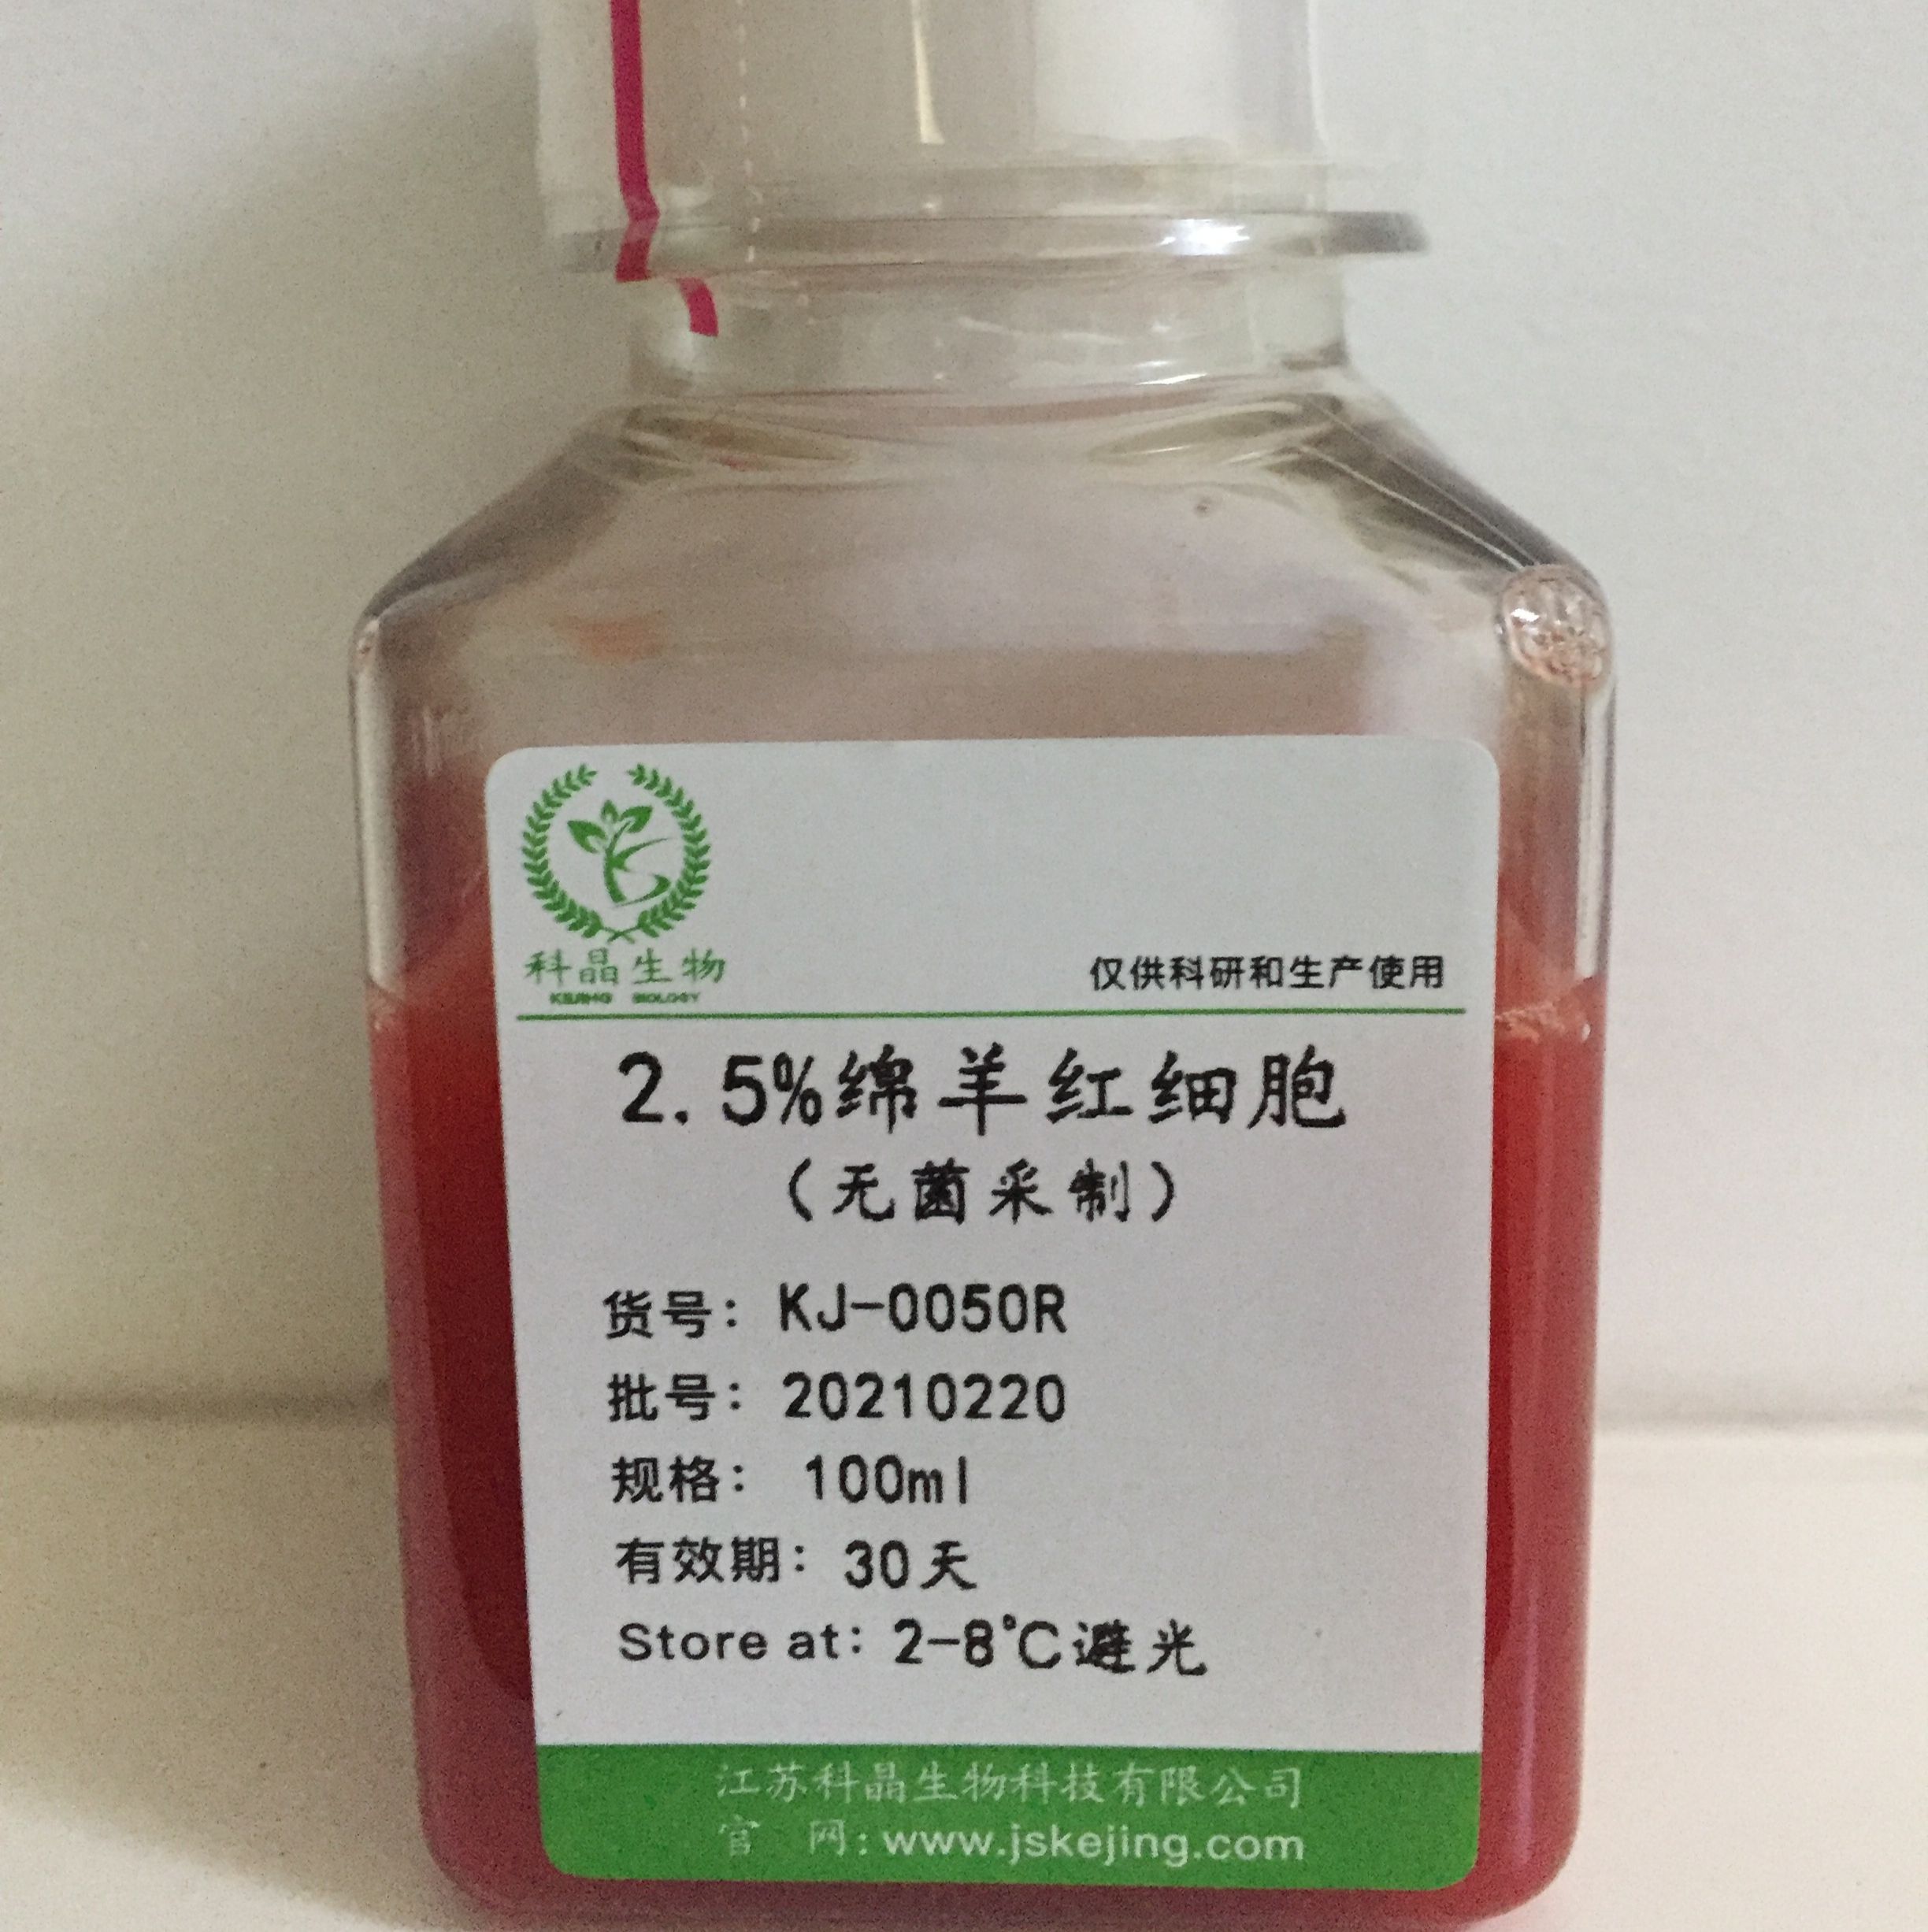 科晶生物
KEJING BIOLOGY
仅供科研和生产使用
2.5%绵羊红细胞
(无菌采制)
货号: KJ-0050R
批号: 20210220
规格: 100ml
有效期: 30天
Store at: 2-8℃避光
江苏科晶生物科技有限公司
官 网: www.jskejing.com